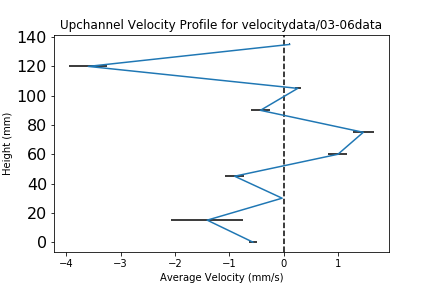 Upchannel Velocity Profile for velocitydata/03-06data
140
120
100
80
60
40
20
0
Height (mm)
−4 −3 −2 −1 0 1
Average Velocity (mm/s)